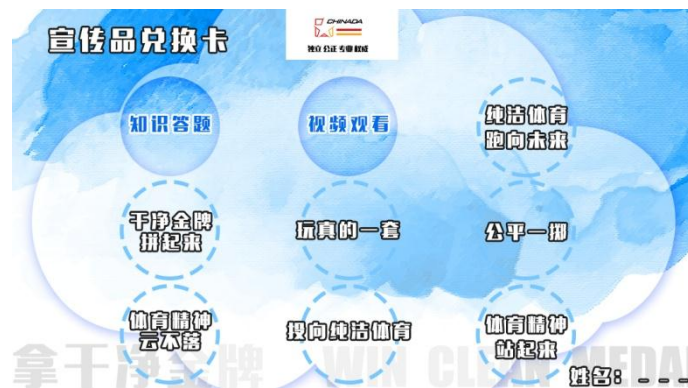 宣传品兑换卡
CHINADA
独立 公正 专业 权威
知识答题
视频观看
纯洁体育
跑向未来
干净金牌
拼起来
玩真的一套
公平一掷
体育精神
云不落
投向纯洁体育
体育精神
站起来
拿干净金牌 WIN CLEAN MEDAL
姓名：_ _ _